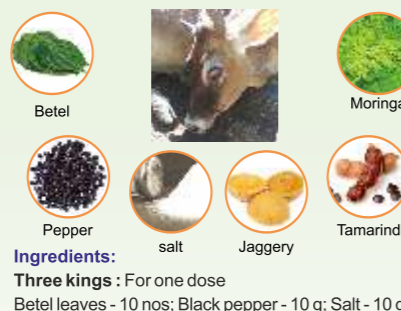 Betel
Moringa
Pepper
salt
Jaggery
Tamarind
Ingredients:
Three kings : For one dose
Betel leaves - 10 nos; Black pepper - 10 g; Salt - 10 g